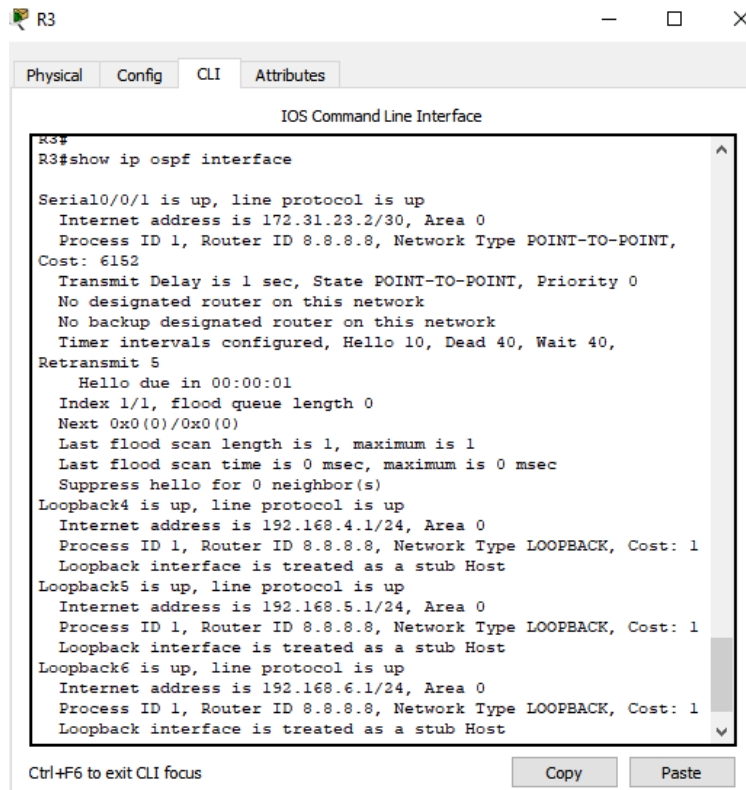 R3
Physical Config CLI Attributes
IOS Command Line Interface
R3#
R3#show ip ospf interface
Serial0/0/1 is up, line protocol is up
Internet address is 172.31.23.2/30, Area 0
Process ID 1, Router ID 8.8.8.8, Network Type POINT-TO-POINT,
Cost: 6152
Transmit Delay is 1 sec, State POINT-TO-POINT, Priority 0
No designated router on this network
No backup designated router on this network
Timer intervals configured, Hello 10, Dead 40, Wait 40,
Retransmit 5
Hello due in 00:00:01
Index 1/1, flood queue length 0
Next 0x0(0)/0x0(0)
Last flood scan length is 1, maximum is 1
Last flood scan time is 0 msec, maximum is 0 msec
Suppress hello for 0 neighbor(s)
Loopback4 is up, line protocol is up
Internet address is 192.168.4.1/24, Area 0
Process ID 1, Router ID 8.8.8.8, Network Type LOOPBACK, Cost: 1
Loopback interface is treated as a stub Host
Loopback5 is up, line protocol is up
Internet address is 192.168.5.1/24, Area 0
Process ID 1, Router ID 8.8.8.8, Network Type LOOPBACK, Cost: 1
Loopback interface is treated as a stub Host
Loopback6 is up, line protocol is up
Internet address is 192.168.6.1/24, Area 0
Process ID 1, Router ID 8.8.8.8, Network Type LOOPBACK, Cost: 1
Loopback interface is treated as a stub Host
Ctrl+F6 to exit CLI focus Copy Paste